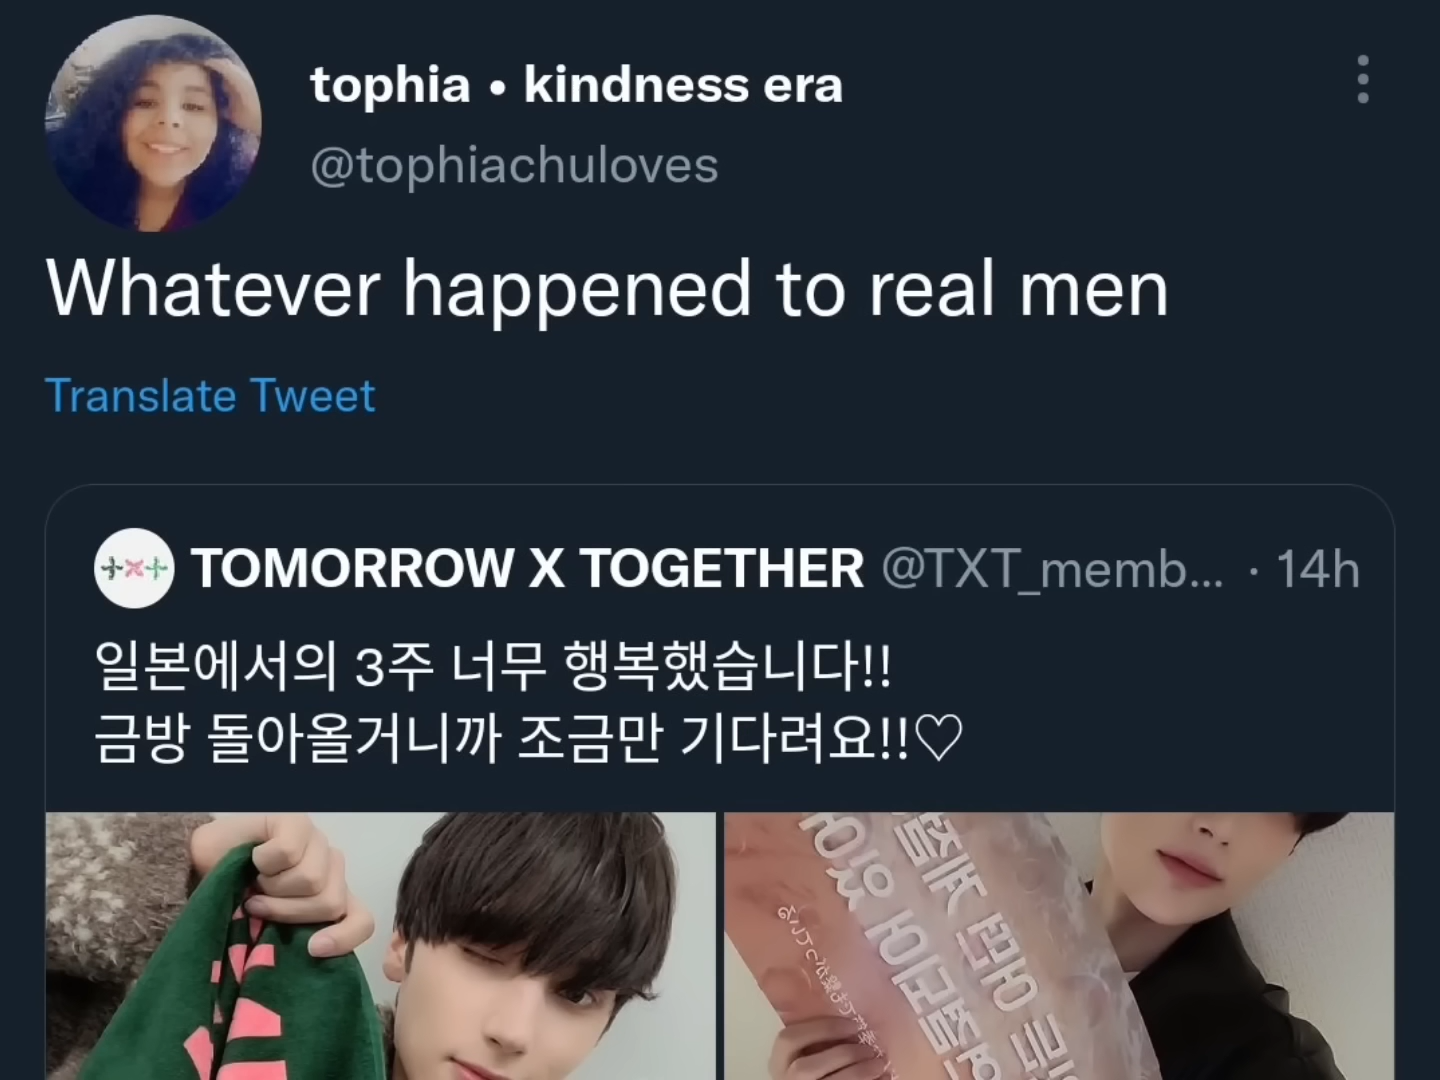 tophia • kindness era
@tophiachuloves
Whatever happened to real men
Translate Tweet
TOMORROW X TOGETHER @TXT_memb... · 14h
일본에서의 3주 너무 행복했습니다!!
금방 돌아올거니까 조금만 기다려요!!♡